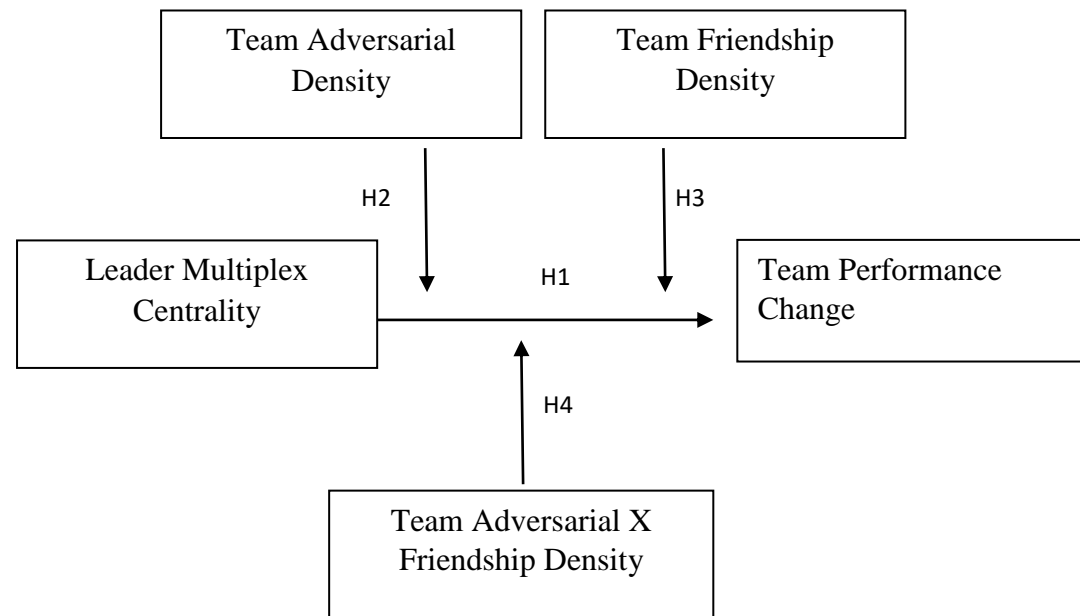 Team Adversarial
Density
Team Friendship
Density
H2
H3
Leader Multiplex
Centrality
H1
Team Performance
Change
H4
Team Adversarial X
Friendship Density